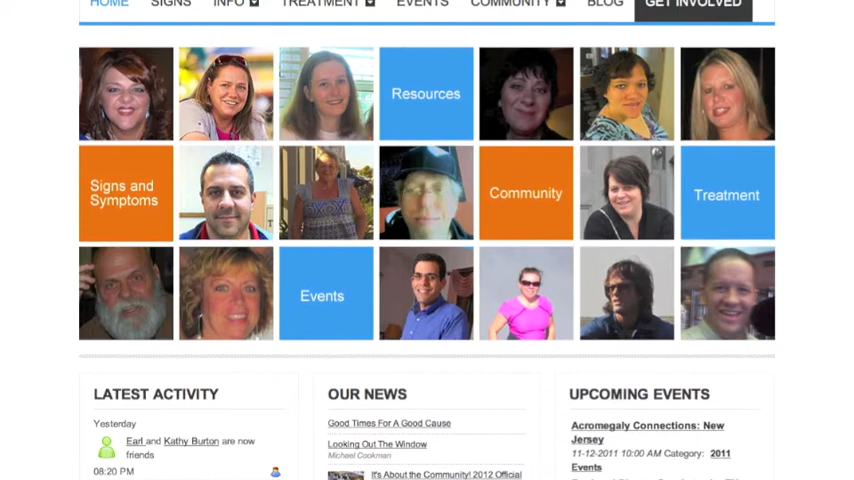 HOME SIGNS INFO TREATMENT EVENTS COMMUNITY BLOG GET INVOLVED
Resources
Signs and
Symptoms
Community
Treatment
Events
LATEST ACTIVITY
Yesterday
Earl and Kathy Burton are now
friends
08:20 PM
OUR NEWS
Good Times For A Good Cause
Looking Out The Window
Michael Cookman
It's About the Community! 2012 Official
UPCOMING EVENTS
Acromegaly Connections: New
Jersey
11-12-2011 10:00 AM Category: 2011
Events